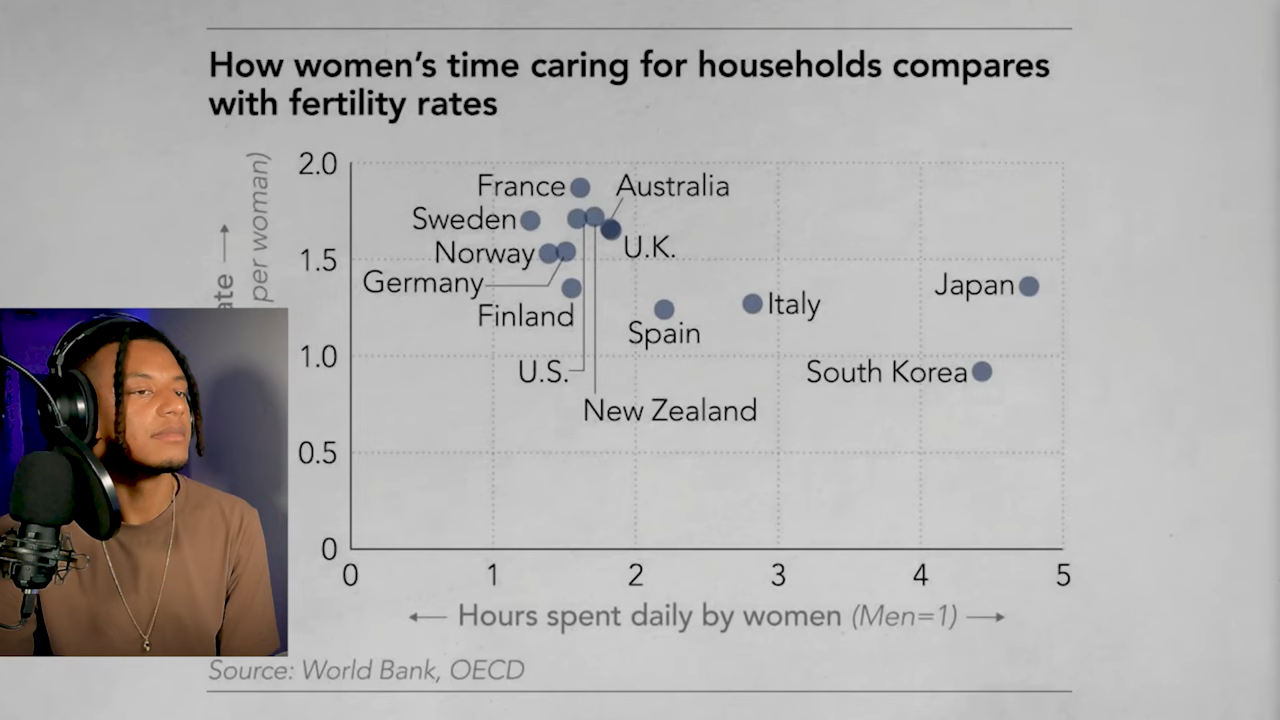 How women's time caring for households compares
with fertility rates
per woman)
ate →
2.0
1.5
1.0
0.5
0
France
Australia
Sweden
Norway
U.K.
Germany
Finland
Spain
Italy
Japan
U.S.
South Korea
New Zealand
0 1 2 3 4 5
← Hours spent daily by women (Men=1) →
Source: World Bank, OECD